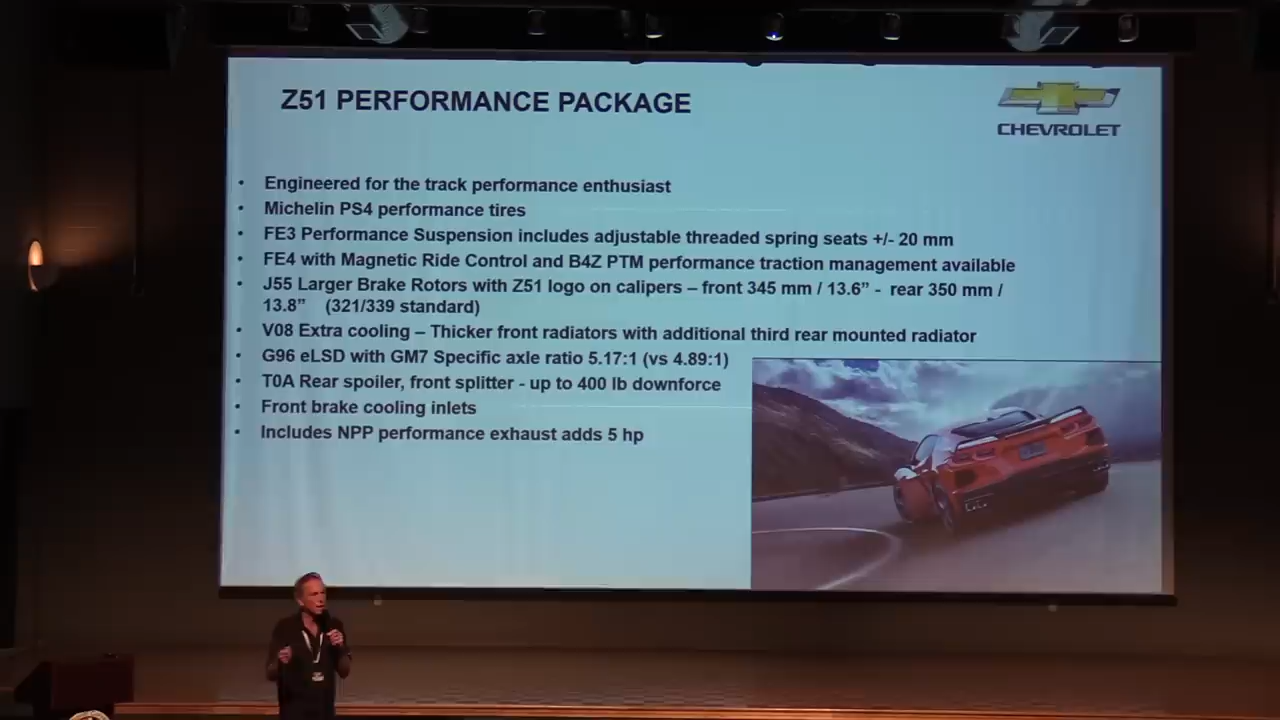 Z51 PERFORMANCE PACKAGE
CHEVROLET
• Engineered for the track performance enthusiast
• Michelin PS4 performance tires
• FE3 Performance Suspension includes adjustable threaded spring seats +/- 20 mm
• FE4 with Magnetic Ride Control and B4Z PTM performance traction management available
• J55 Larger Brake Rotors with Z51 logo on calipers – front 345 mm / 13.6” - rear 350 mm /
13.8” (321/339 standard)
• V08 Extra cooling – Thicker front radiators with additional third rear mounted radiator
• G96 eLSD with GM7 Specific axle ratio 5.17:1 (vs 4.89:1)
• T0A Rear spoiler, front splitter - up to 400 lb downforce
• Front brake cooling inlets
• Includes NPP performance exhaust adds 5 hp